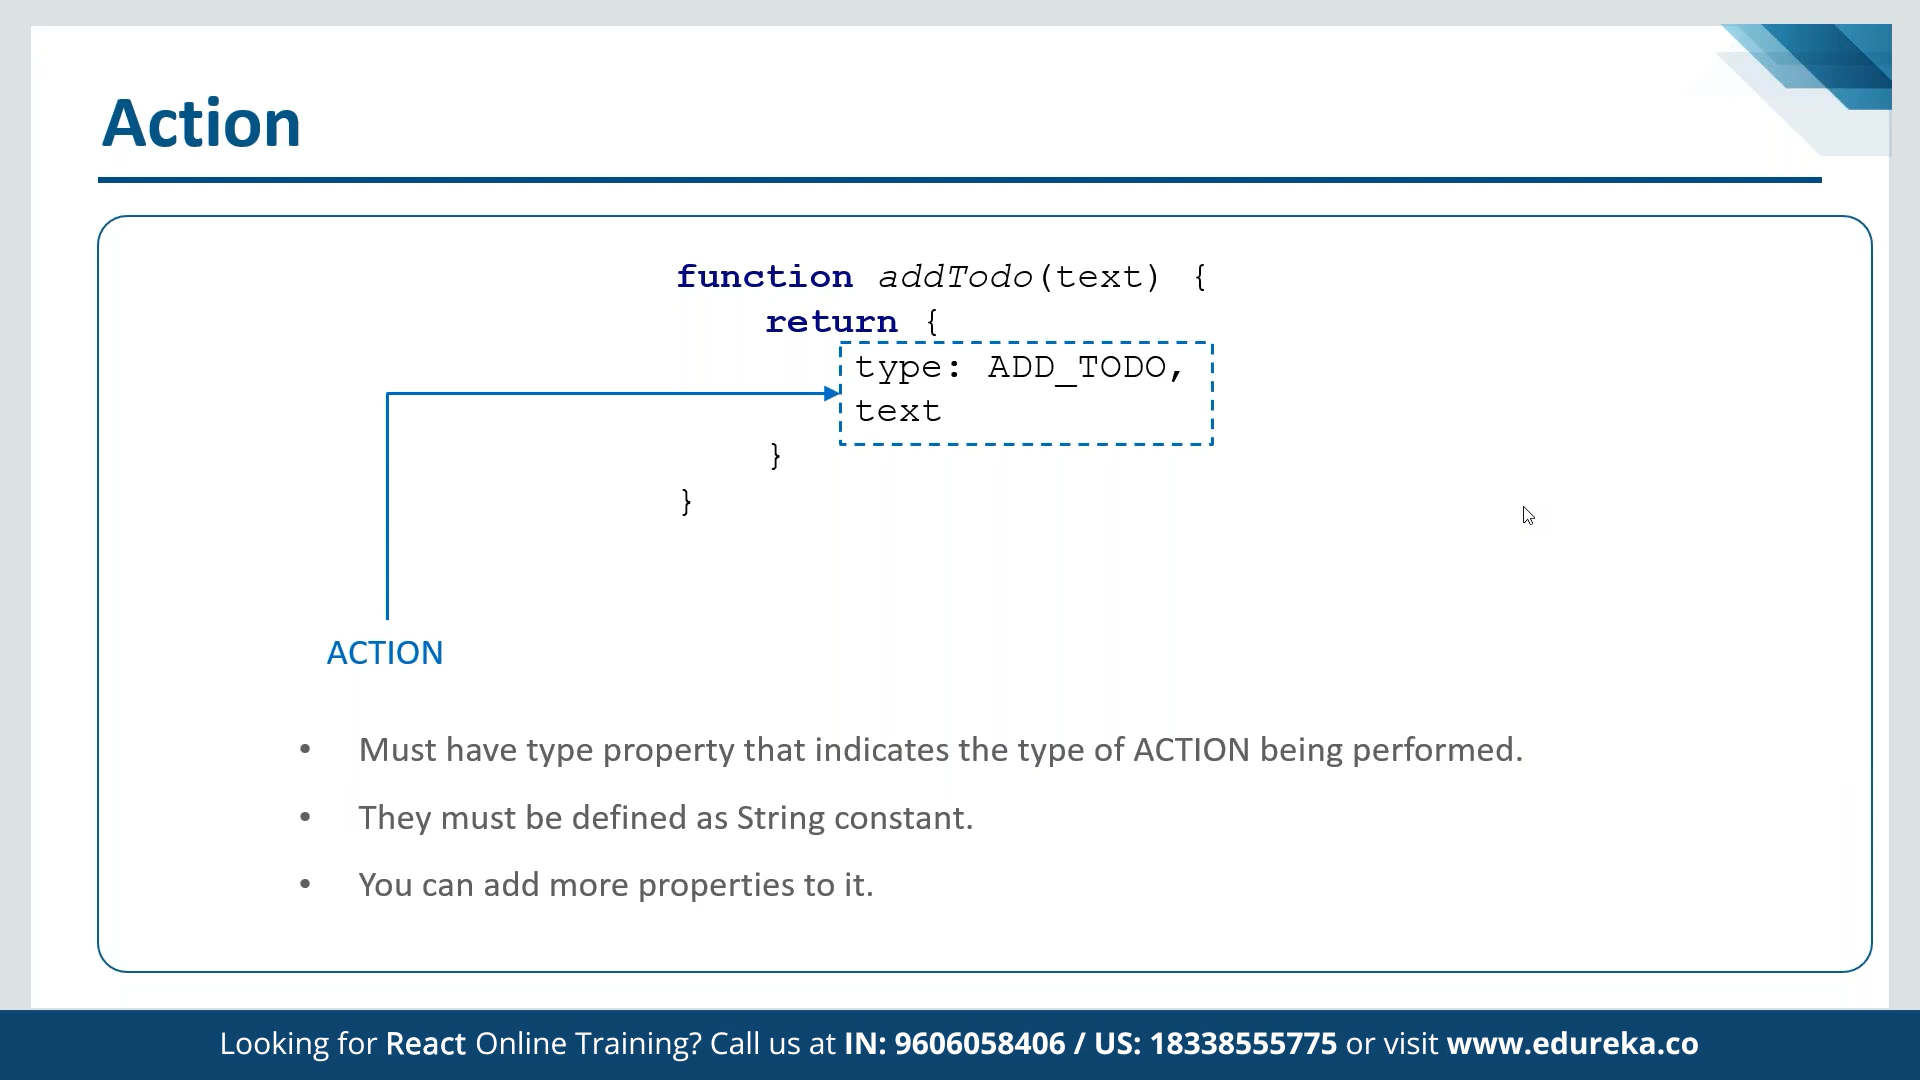 Action
function addTodo(text) {
return {
type: ADD_TODO,
text
}
}
ACTION
• Must have type property that indicates the type of ACTION being performed.
• They must be defined as String constant.
• You can add more properties to it.
Looking for React Online Training? Call us at IN: 9606058406 / US: 18338555775 or visit www.edureka.co